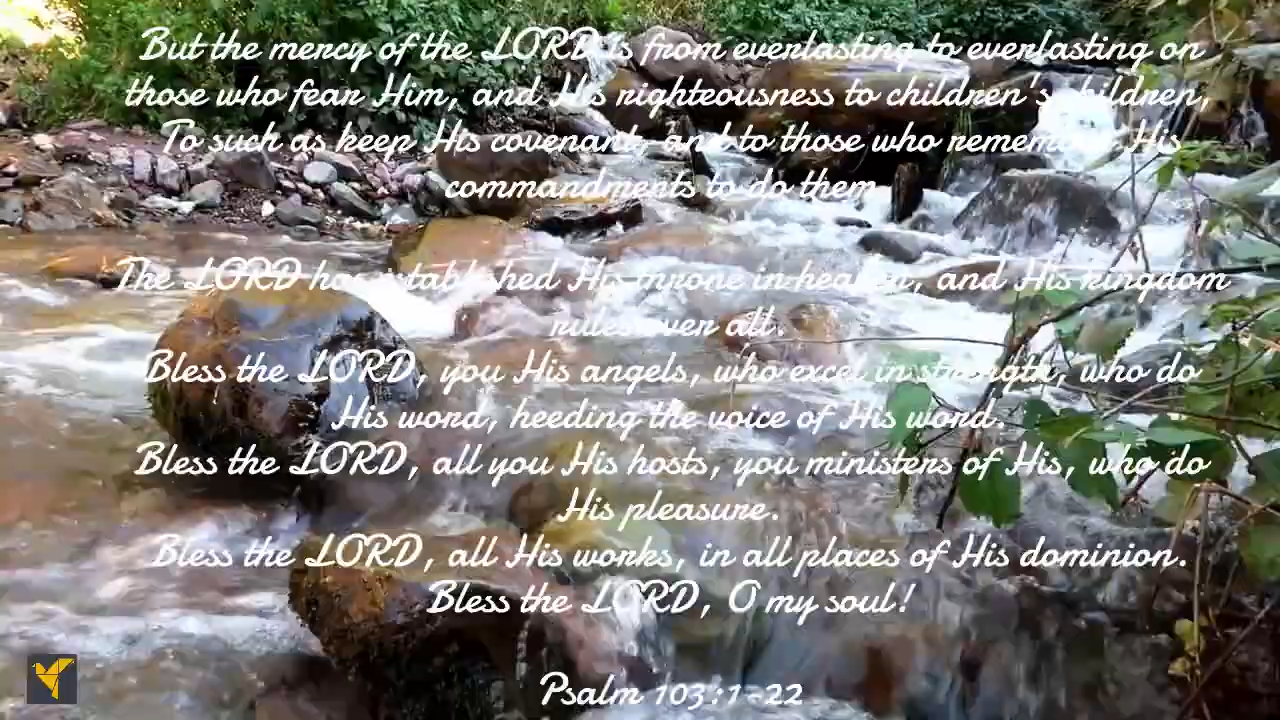 But the mercy of the LORD is from everlasting to everlasting on
those who fear Him, and His righteousness to children's children,
To such as keep His covenant, and to those who remember His
commandments to do them.
The LORD has established His throne in heaven, and His kingdom
rules over all.
Bless the LORD, you His angels, who excel in strength, who do
His word, heeding the voice of His word.
Bless the LORD, all you His hosts, you ministers of His, who do
His pleasure.
Bless the LORD, all His works, in all places of His dominion.
Bless the LORD, O my soul!
Psalm 103:1-22